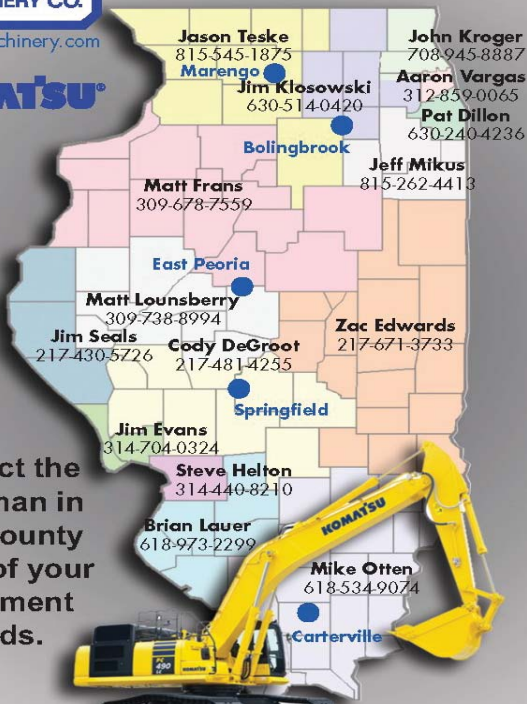 NERY CO.
chinery.com
ATSU®
Jason Teske
815-545-1875
John Kroger
708-945-8887
Marengo
Jim Klosowski
630-514-0420
Aaron Vargas
312-859-0065
Pat Dillon
630-240-4236
Bolingbrook
Jeff Mikus
815-262-4413
Matt Frans
309-678-7559
East Peoria
Matt Lounsberry
309-738-8994
Jim Seals
217-430-5726
Cody DeGroot
217-481-4255
Zac Edwards
217-671-3733
Springfield
Jim Evans
314-704-0324
Steve Helton
314-440-8210
Brian Lauer
618-973-2299
Mike Otten
618-534-9074
Carterville
ct the
man in
ounty
of your
ment
ds.
KOMATSU
PC
490
LC
KOMATSU